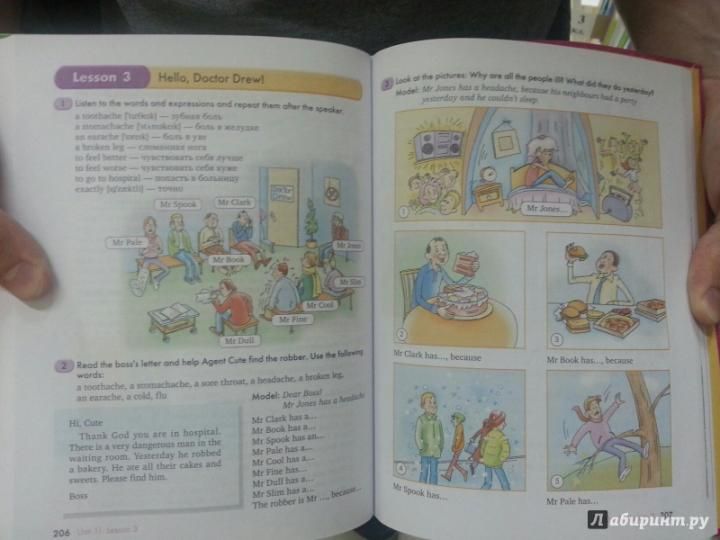 Lesson 3 Hello, Doctor Drew!
1 Listen to the words and expressions and repeat them after the speaker.
a toothache ['tu:θeɪk] — зубная боль
a stomachache ['stʌməkeɪk] — боль в желудке
an earache ['ɪəreɪk] — боль в ухе
a broken leg — сломанная нога
to feel better — чувствовать себя лучше
to feel worse — чувствовать себя хуже
to go to hospital — попасть в больницу
exactly [ɪg'zæktlɪ] — точно
Doctor Drew
Mr Spook
Mr Clark
Mr Pale
Mr Book
Mr Jones
Mr Slim
Mr Cool
Mr Fine
Mr Dull
2 Read the boss's letter and help Agent Cute find the robber. Use the following
words:
a toothache, a stomachache, a sore throat, a headache, a broken leg,
an earache, a cold, flu
Hi, Cute
Thank God you are in hospital.
There is a very dangerous man in the
waiting room. Yesterday he robbed
a bakery. He ate all their cakes and
sweets. Please find him.
Boss
Model: Dear Boss!
Mr Jones has a headache
Mr Clark has a...
Mr Book has a...
Mr Spook has an...
Mr Pale has a...
Mr Cool has a...
Mr Fine has...
Mr Dull has a...
Mr Slim has a...
The robber is Mr ..., because...
206 Unit 11 Lesson 3
3 Look at the pictures: Why are all the people ill? What did they do yesterday?
Model: Mr Jones has a headache, because his neighbours had a party
yesterday and he couldn't sleep.
1
Mr Jones...
2
Mr Clark has..., because
3
Mr Book has..., because
4
Mr Spook has...
5
Mr Pale has...
207
Лабиринт.ру